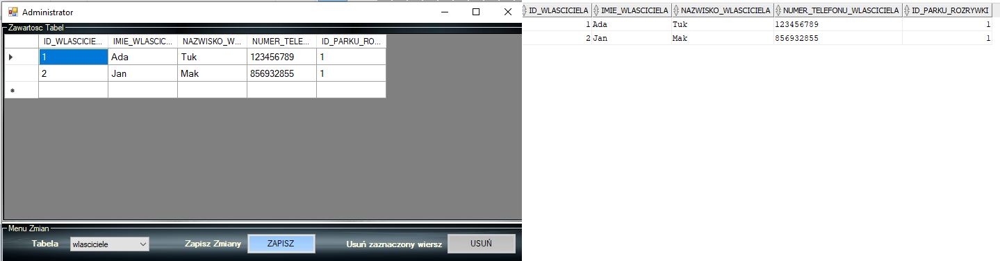 Administrator
Zawartosc Tabel
ID_WLASCICIE... IMIE_WLASCIC... NAZWISKO_W... NUMER_TELE... ID_PARKU_RO...
1 Ada Tuk 123456789 1
2 Jan Mak 856932855 1
Menu Zmian
Tabela wlasciciele Zapisz Zmiany ZAPISZ Usuń zaznaczony wiersz USUŃ
ID_WLASCICIELA IMIE_WLASCICIELA NAZWISKO_WLASCICIELA NUMER_TELEFONU_WLASCICIELA ID_PARKU_ROZRYWKI
1 Ada Tuk 123456789 1
2 Jan Mak 856932855 1